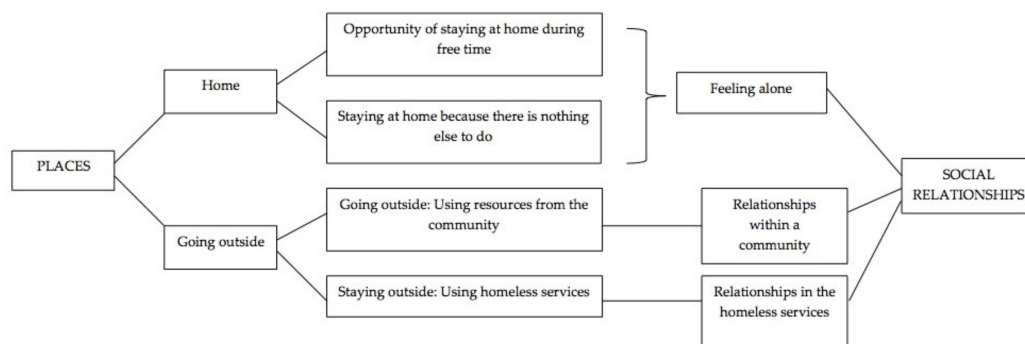 PLACES
Home
Going outside
Opportunity of staying at home during
free time
Staying at home because there is nothing
else to do
Going outside: Using resources from the
community
Staying outside: Using homeless services
Feeling alone
Relationships
within a
community
Relationships in the
homeless services
SOCIAL
RELATIONSHIPS